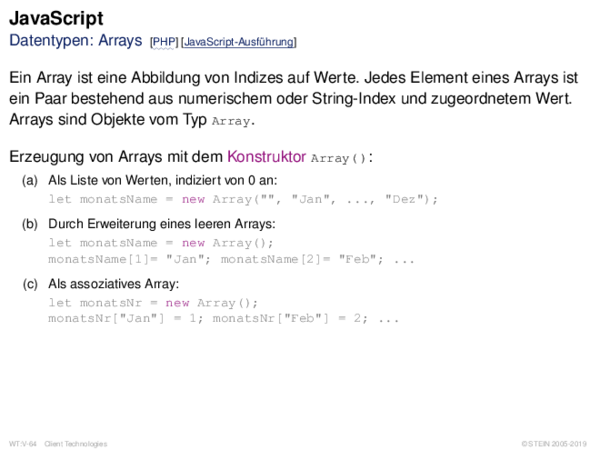 JavaScript
Datentypen: Arrays [PHP] [JavaScript-Ausführung]
Ein Array ist eine Abbildung von Indizes auf Werte. Jedes Element eines Arrays ist
ein Paar bestehend aus numerischem oder String-Index und zugeordnetem Wert.
Arrays sind Objekte vom Typ Array.
Erzeugung von Arrays mit dem Konstruktor Array():
(a) Als Liste von Werten, indiziert von 0 an:
let monatsName = new Array("", "Jan", ..., "Dez");
(b) Durch Erweiterung eines leeren Arrays:
let monatsName = new Array();
monatsName[1]= "Jan"; monatsName[2]= "Feb"; ...
(c) Als assoziatives Array:
let monatsNr = new Array();
monatsNr["Jan"] = 1; monatsNr["Feb"] = 2; ...
WT:V-64 Client Technologies © STEIN 2005-2019